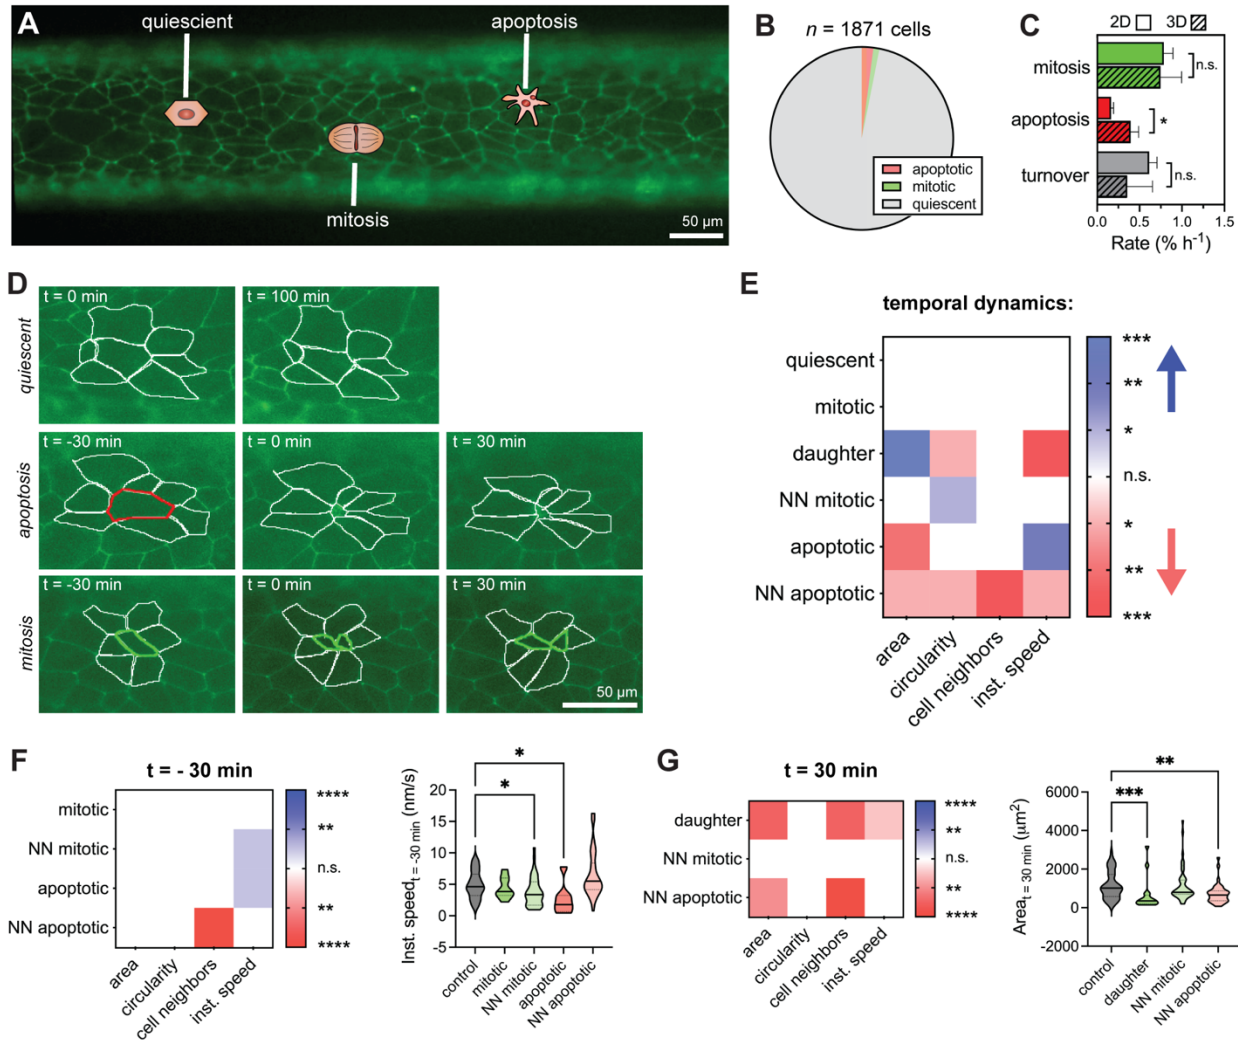 A
quiescient
apoptosis
mitosis
50 µm
B
n = 1871 cells
apoptotic
mitotic
quiescent
C
2D 3D
mitosis
apoptosis
turnover
n.s.
*
n.s.
0.0 0.5 1.0 1.5
Rate (% h-1)
D
quiescent
t = 0 min
t = 100 min
apoptosis
t = -30 min
t = 0 min
t = 30 min
mitosis
t = -30 min
t = 0 min
t = 30 min
50 µm
E
temporal dynamics:
quiescent
mitotic
daughter
NN mitotic
apoptotic
NN apoptotic
area
circularity
cell neighbors
inst. speed
***
**
*
n.s.
*
**
***
F
t = - 30 min
mitotic
NN mitotic
apoptotic
NN apoptotic
area
circularity
cell neighbors
inst. speed
****
**
n.s.
**
****
Inst. speed t = -30 min (nm/s)
20
15
10
5
0
-5
*
*
control
mitotic
NN mitotic
apoptotic
NN apoptotic
G
t = 30 min
daughter
NN mitotic
NN apoptotic
area
circularity
cell neighbors
inst. speed
****
**
n.s.
**
****
Area t = 30 min (µm2)
6000
4000
2000
0
-2000
**
***
control
daughter
NN mitotic
NN apoptotic